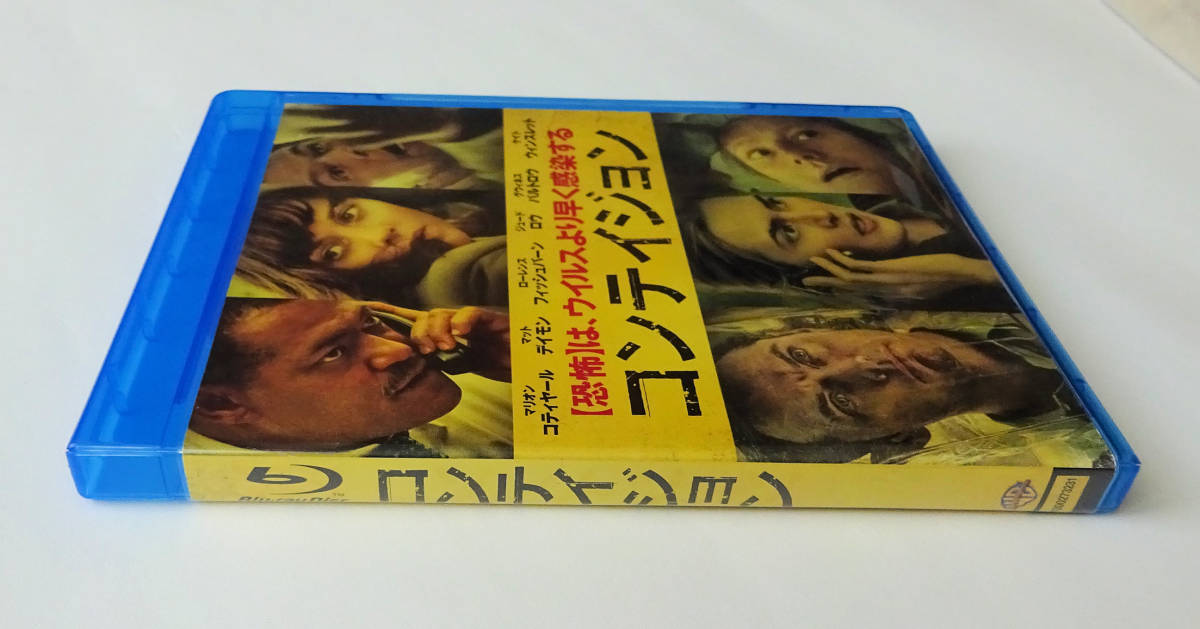 マリオン コティヤール マット デイモン ローレンス フィッシュバーン ジュード ロウ グウィネス パルトロウ ケイト ウィンスレット
【恐怖】は、ウイルスより早く感染する
コンテイジョン
Blu-ray Disc
TM
コンテイジョン